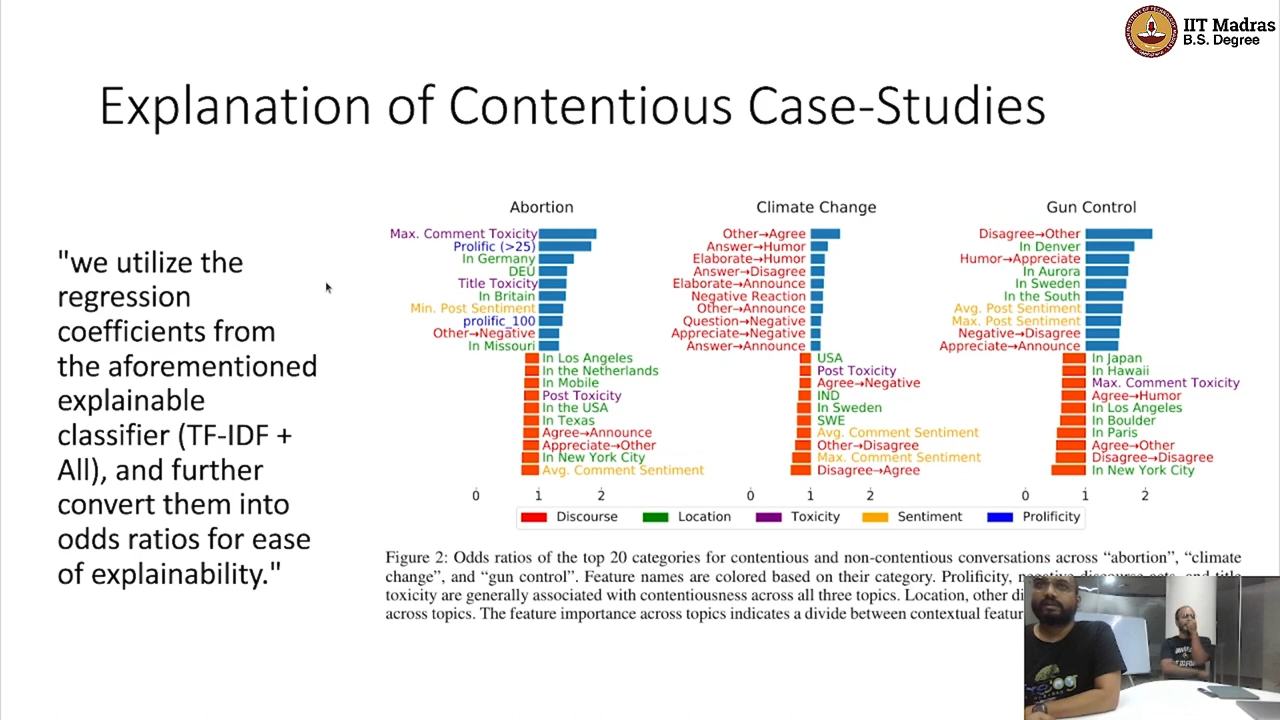 IIT Madras
B.S. Degree
Explanation of Contentious Case-Studies
"we utilize the
regression
coefficients from
the aforementioned
explainable
classifier (TF-IDF +
All), and further
convert them into
odds ratios for ease
of explainability."
Abortion
Max. Comment Toxicity
Prolific (>25)
In Germany
DEU
Title Toxicity
In Britain
Min. Post Sentiment
prolific_100
Other→Negative
In Missouri
In Los Angeles
In the Netherlands
In Mobile
Post Toxicity
In the USA
In Texas
Agree→Announce
Appreciate→Other
In New York City
Avg. Comment Sentiment
0 1 2
Climate Change
Other→Agree
Answer→Humor
Elaborate→Humor
Answer→Disagree
Elaborate→Announce
Negative Reaction
Other→Announce
Question→Negative
Appreciate→Negative
Answer→Announce
USA
Post Toxicity
Agree→Negative
IND
In Sweden
SWE
Avg. Comment Sentiment
Other→Disagree
Max. Comment Sentiment
Disagree→Agree
0 1 2
Gun Control
Disagree→Other
In Denver
Humor→Appreciate
In Aurora
In Sweden
In the South
Avg. Post Sentiment
Max. Post Sentiment
Negative→Disagree
Appreciate→Announce
In Japan
In Hawaii
Max. Comment Toxicity
Agree→Humor
In Los Angeles
In Boulder
In Paris
Agree→Other
Disagree→Disagree
In New York City
0 1 2
Discourse Location Toxicity Sentiment Prolificity
Figure 2: Odds ratios of the top 20 categories for contentious and non-contentious conversations across “abortion”, “climate
change”, and “gun control”. Feature names are colored based on their category. Prolificity, negative discourse acts, and title
toxicity are generally associated with contentiousness across all three topics. Location, other di
across topics. The feature importance across topics indicates a divide between contextual featur